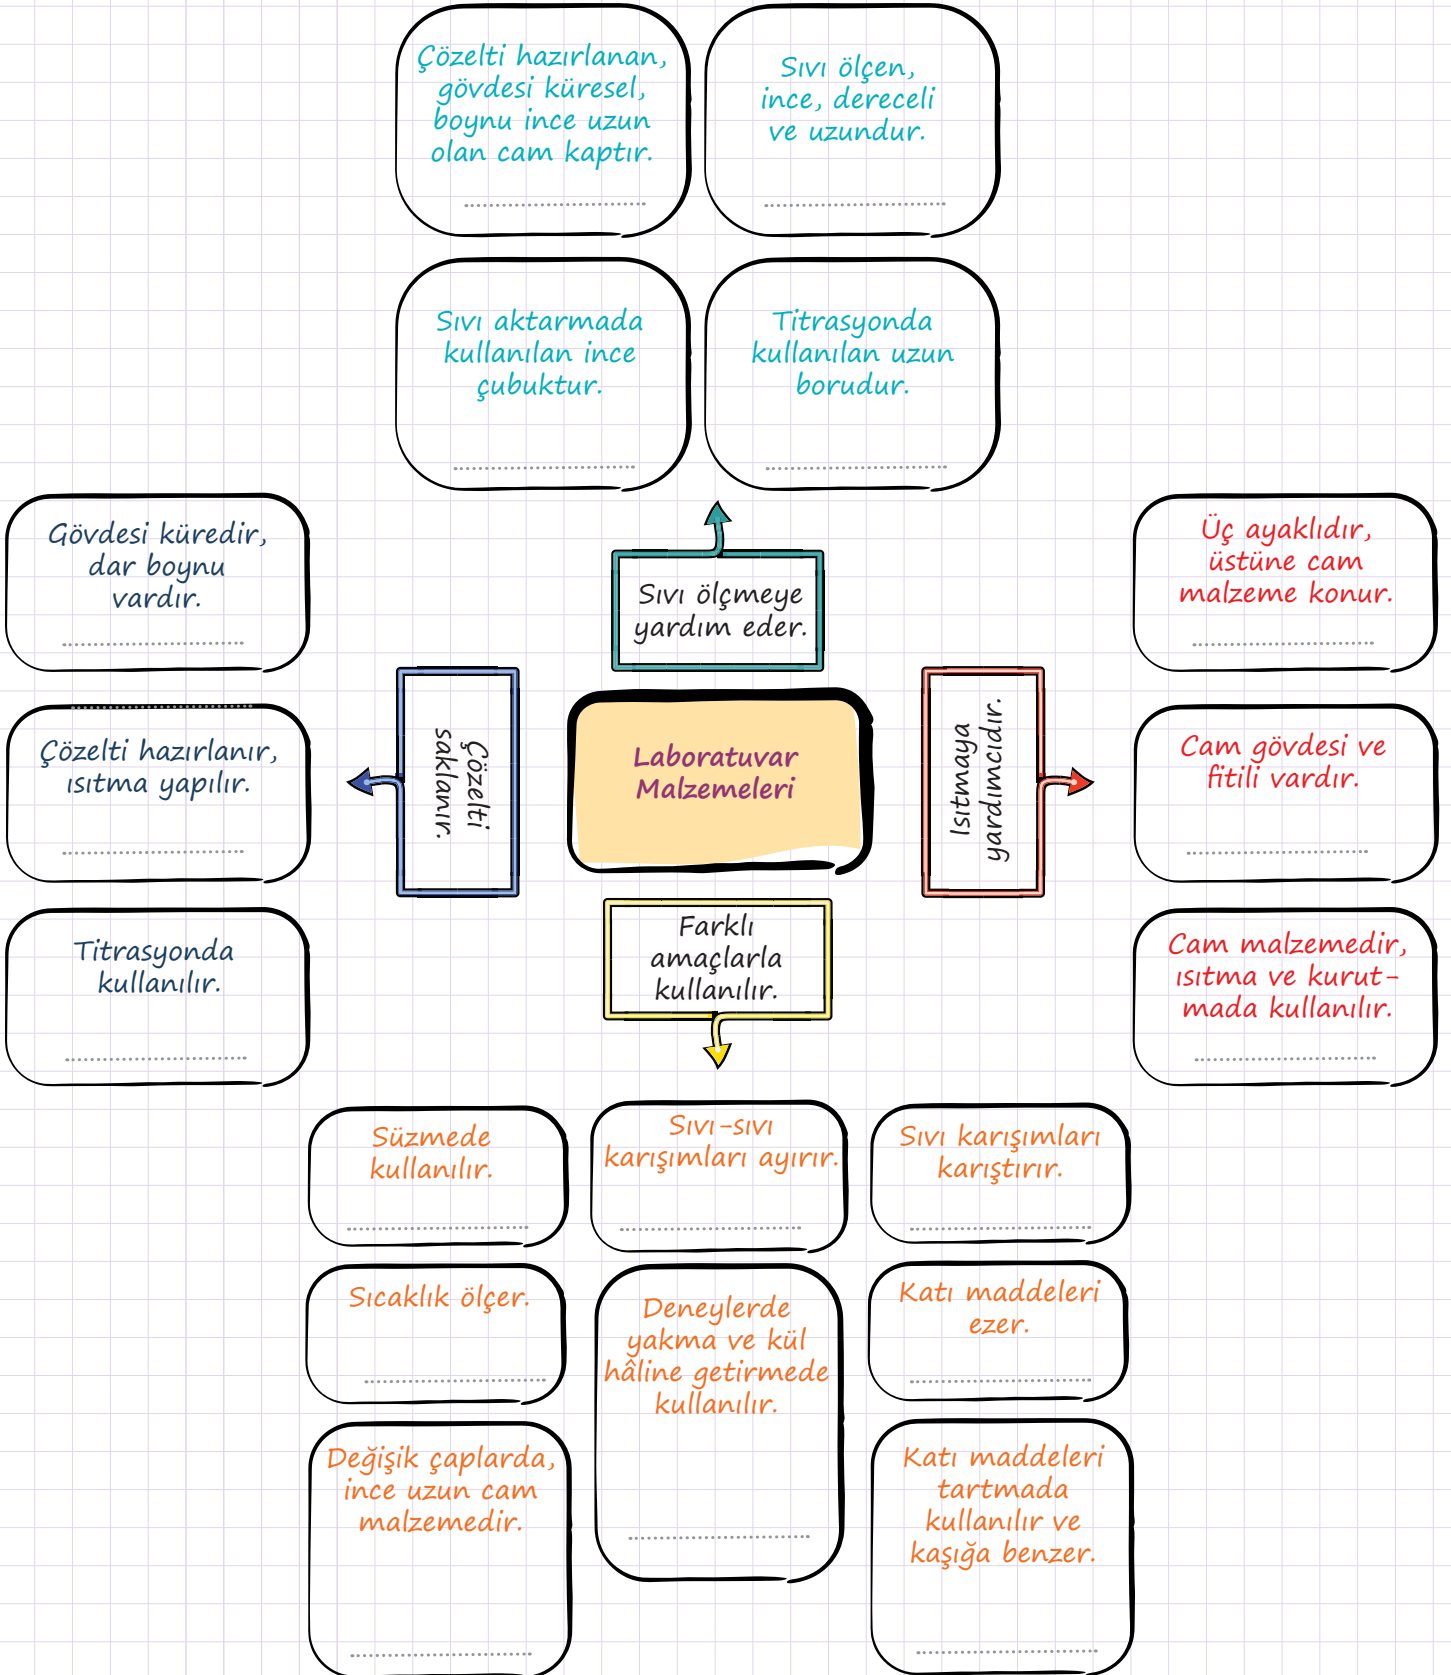 Çözelti hazırlanan,
gövdesi küresel,
boynu ince uzun
olan cam kaptır.
Sıvı ölçen,
ince, dereceli
ve uzundur.
Sıvı aktarmada
kullanılan ince
çubuktur.
Titrasyonda
kullanılan uzun
borudur.
Sıvı ölçmeye
yardım eder.
Gövdesi küredir,
dar boynu
vardır.
Çözelti hazırlanır,
ısıtma yapılır.
Titrasyonda
kullanılır.
Çözelti
saklanır.
Laboratuvar
Malzemeleri
Isıtmaya
yardımcıdır.
Üç ayaklıdır,
üstüne cam
malzeme konur.
Cam gövdesi ve
fitili vardır.
Cam malzemedir,
ısıtma ve kurut-
mada kullanılır.
Farklı
amaçlarla
kullanılır.
Süzmede
kullanılır.
Sıvı-sıvı
karışımları ayırır.
Sıvı karışımları
karıştırır.
Sıcaklık ölçer.
Deneylerde
yakma ve kül
hâline getirmede
kullanılır.
Katı maddeleri
ezer.
Değişik çaplarda,
ince uzun cam
malzemedir.
Katı maddeleri
tartmada
kullanılır ve
kaşığa benzer.